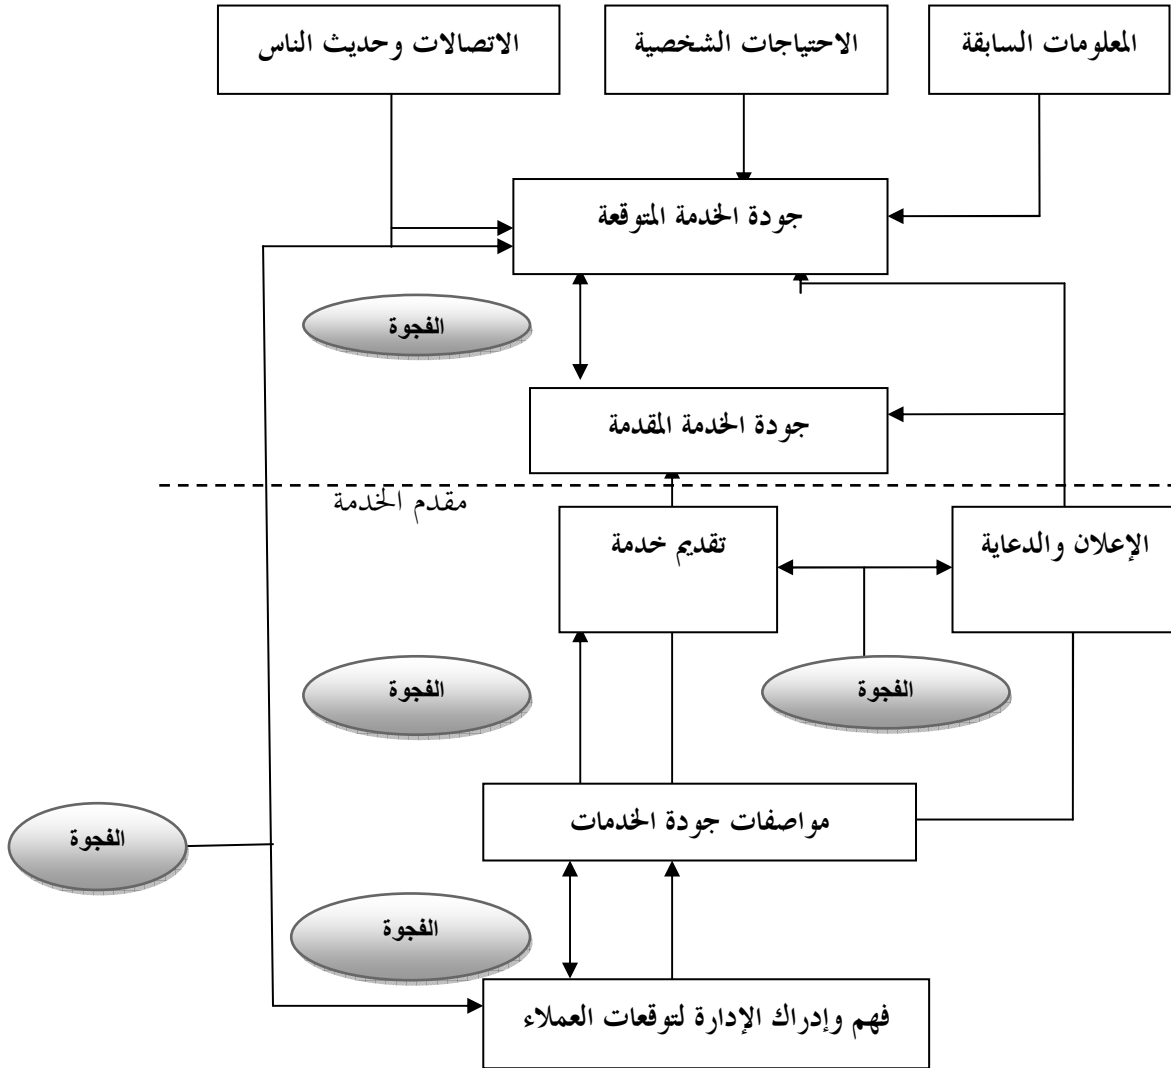 المعلومات السابقة
الاحتياجات الشخصية
الاتصالات وحديث الناس
جودة الخدمة المتوقعة
الفجوة
جودة الخدمة المقدمة
مقدم الخدمة
الإعلان والدعاية
تقديم خدمة
الفجوة
الفجوة
مواصفات جودة الخدمات
الفجوة
الفجوة
فهم وإدراك الإدارة لتوقعات العملاء